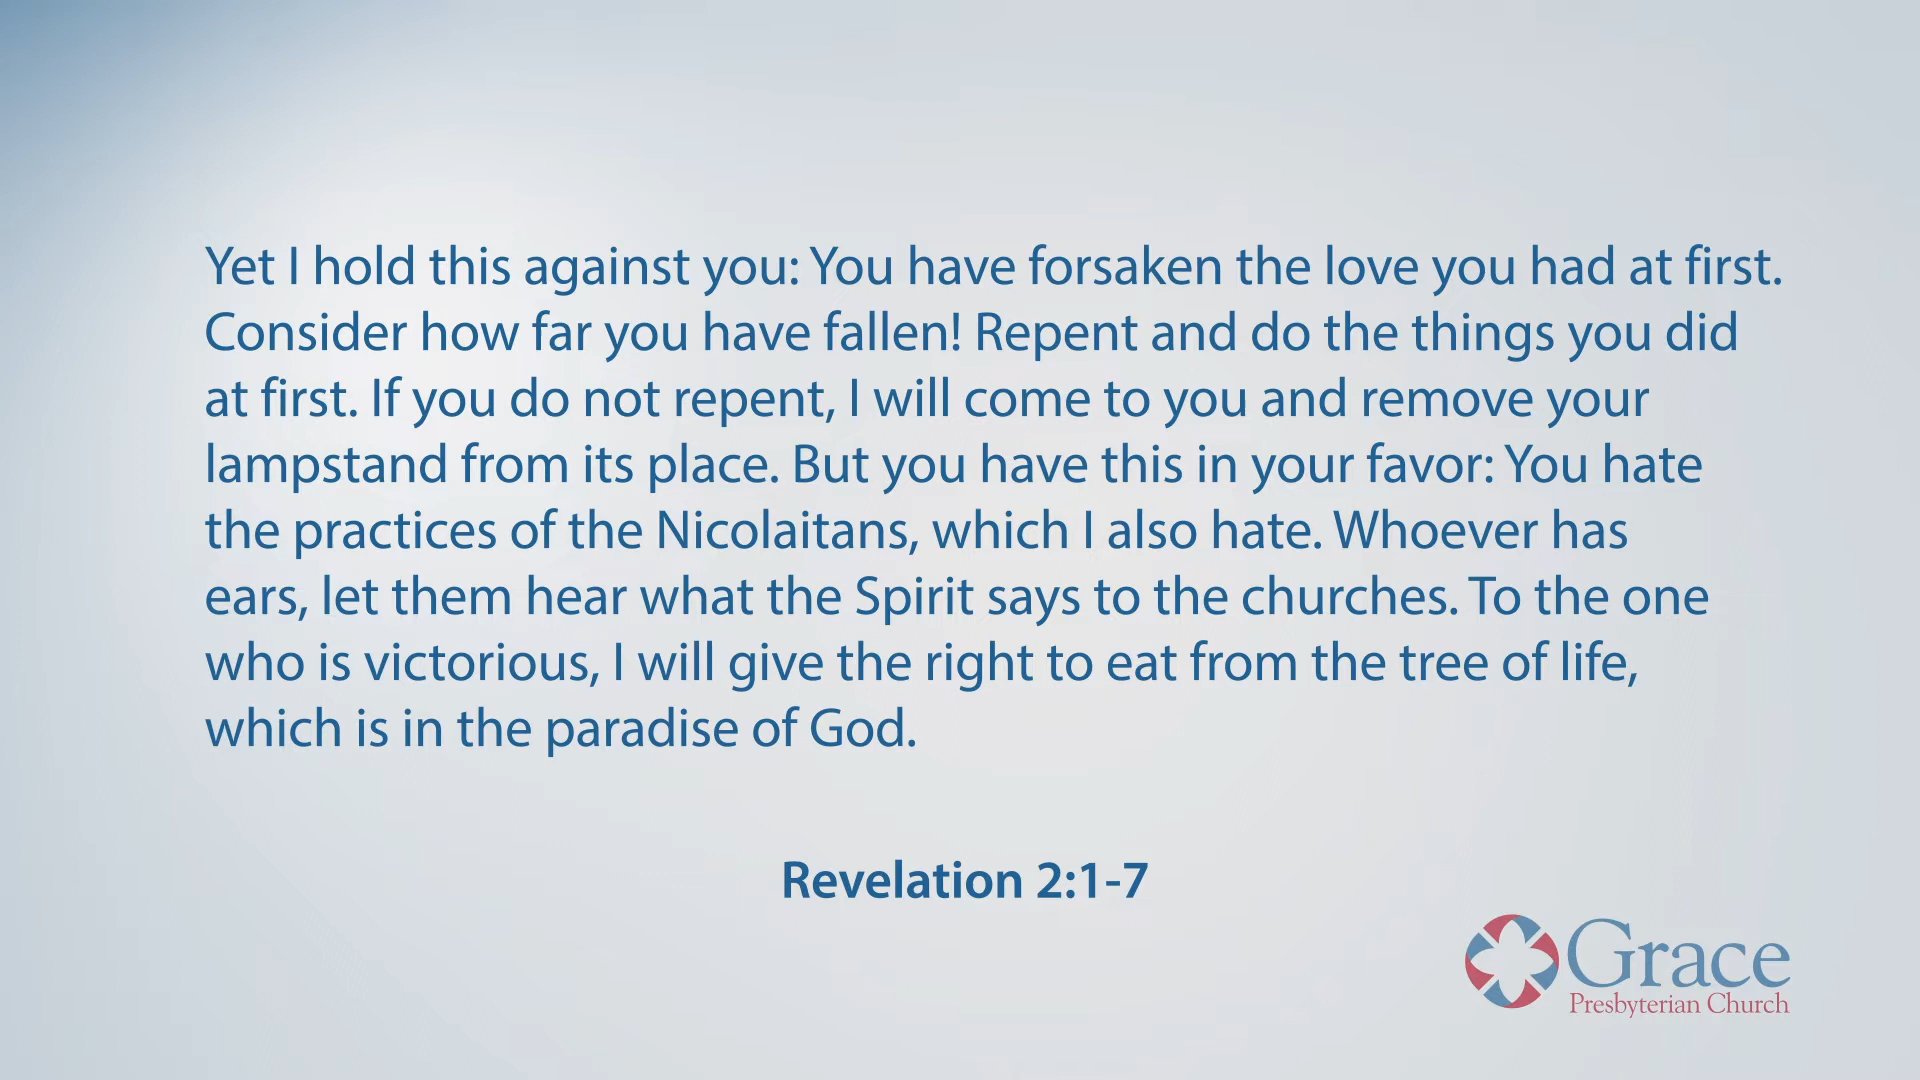 Yet I hold this against you: You have forsaken the love you had at first.
Consider how far you have fallen! Repent and do the things you did
at first. If you do not repent, I will come to you and remove your
lampstand from its place. But you have this in your favor: You hate
the practices of the Nicolaitans, which I also hate. Whoever has
ears, let them hear what the Spirit says to the churches. To the one
who is victorious, I will give the right to eat from the tree of life,
which is in the paradise of God.
Revelation 2:1-7
Grace
Presbyterian Church